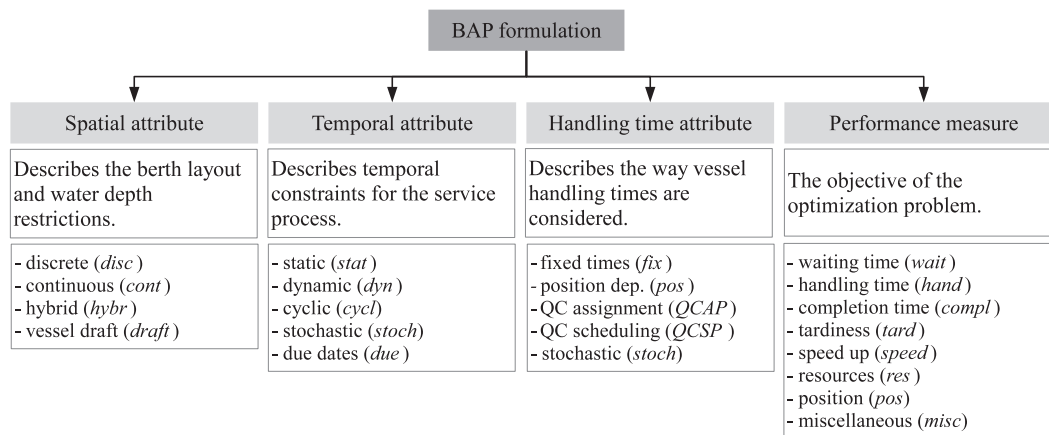 BAP formulation
Spatial attribute
Describes the berth layout
and water depth
restrictions.
- discrete (disc)
- continuous (cont)
- hybrid (hybr)
- vessel draft (draft)
Temporal attribute
Describes temporal
constraints for the service
process.
- static (stat)
- dynamic (dyn)
- cyclic (cycl)
- stochastic (stoch)
- due dates (due)
Handling time attribute
Describes the way vessel
handling times are
considered.
- fixed times (fix)
- position dep. (pos)
- QC assignment (QCAP)
- QC scheduling (QCSP)
- stochastic (stoch)
Performance measure
The objective of the
optimization problem.
- waiting time (wait)
- handling time (hand)
- completion time (compl)
- tardiness (tard)
- speed up (speed)
- resources (res)
- position (pos)
- miscellaneous (misc)